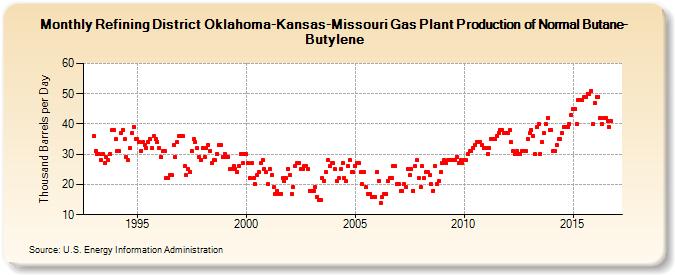 Monthly Refining District Oklahoma-Kansas-Missouri Gas Plant Production of Normal Butane-
Butylene
Thousand Barrels per Day
60
50
40
30
20
10
1995
2000
2005
2010
2015
Source: U.S. Energy Information Administration